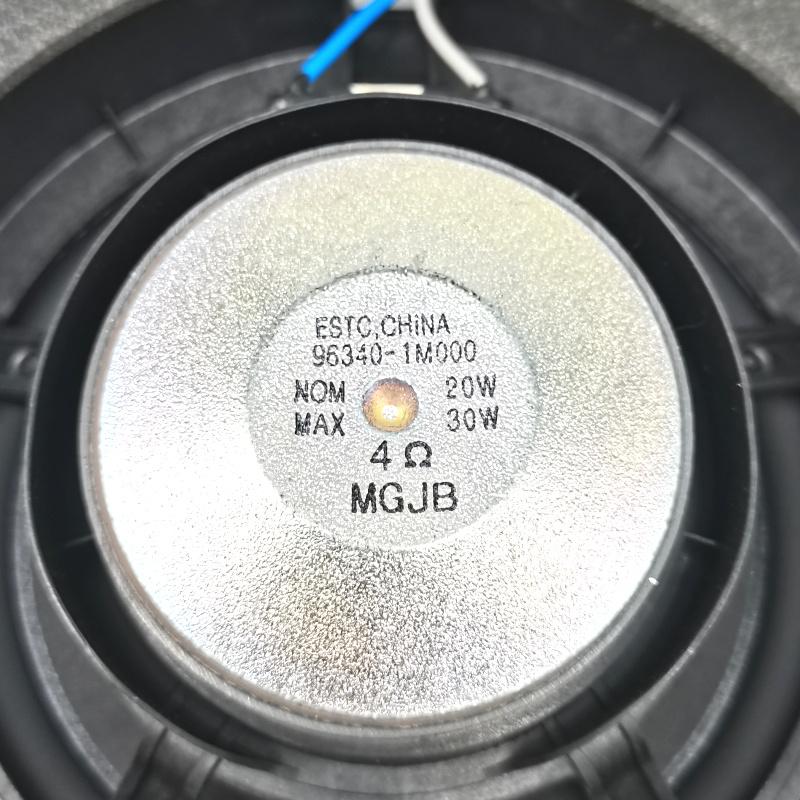 ESTC,CHINA
96340-1M000
NOM 20W
MAX 30W
4 Ω
MGJB